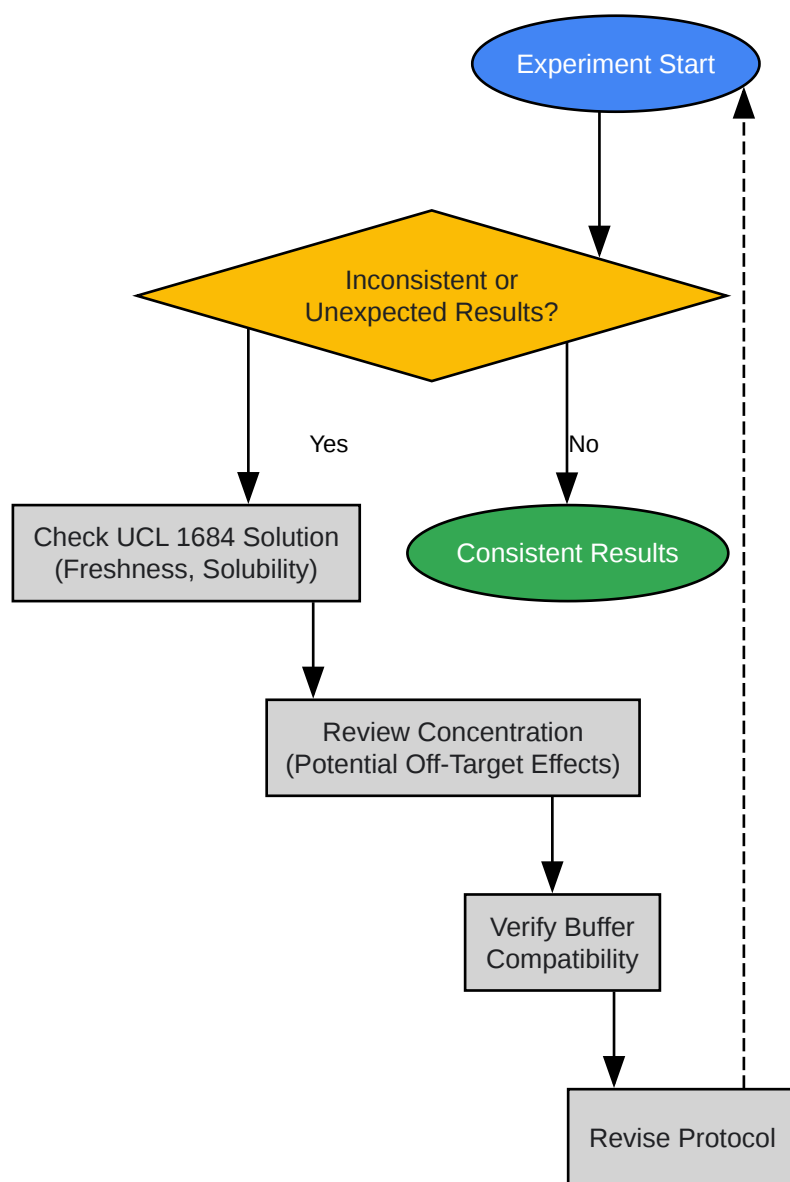 Experiment Start
Inconsistent or
Unexpected Results?
Yes
No
Check UCL 1684 Solution
(Freshness, Solubility)
Consistent Results
Review Concentration
(Potential Off-Target Effects)
Verify Buffer
Compatibility
Revise Protocol